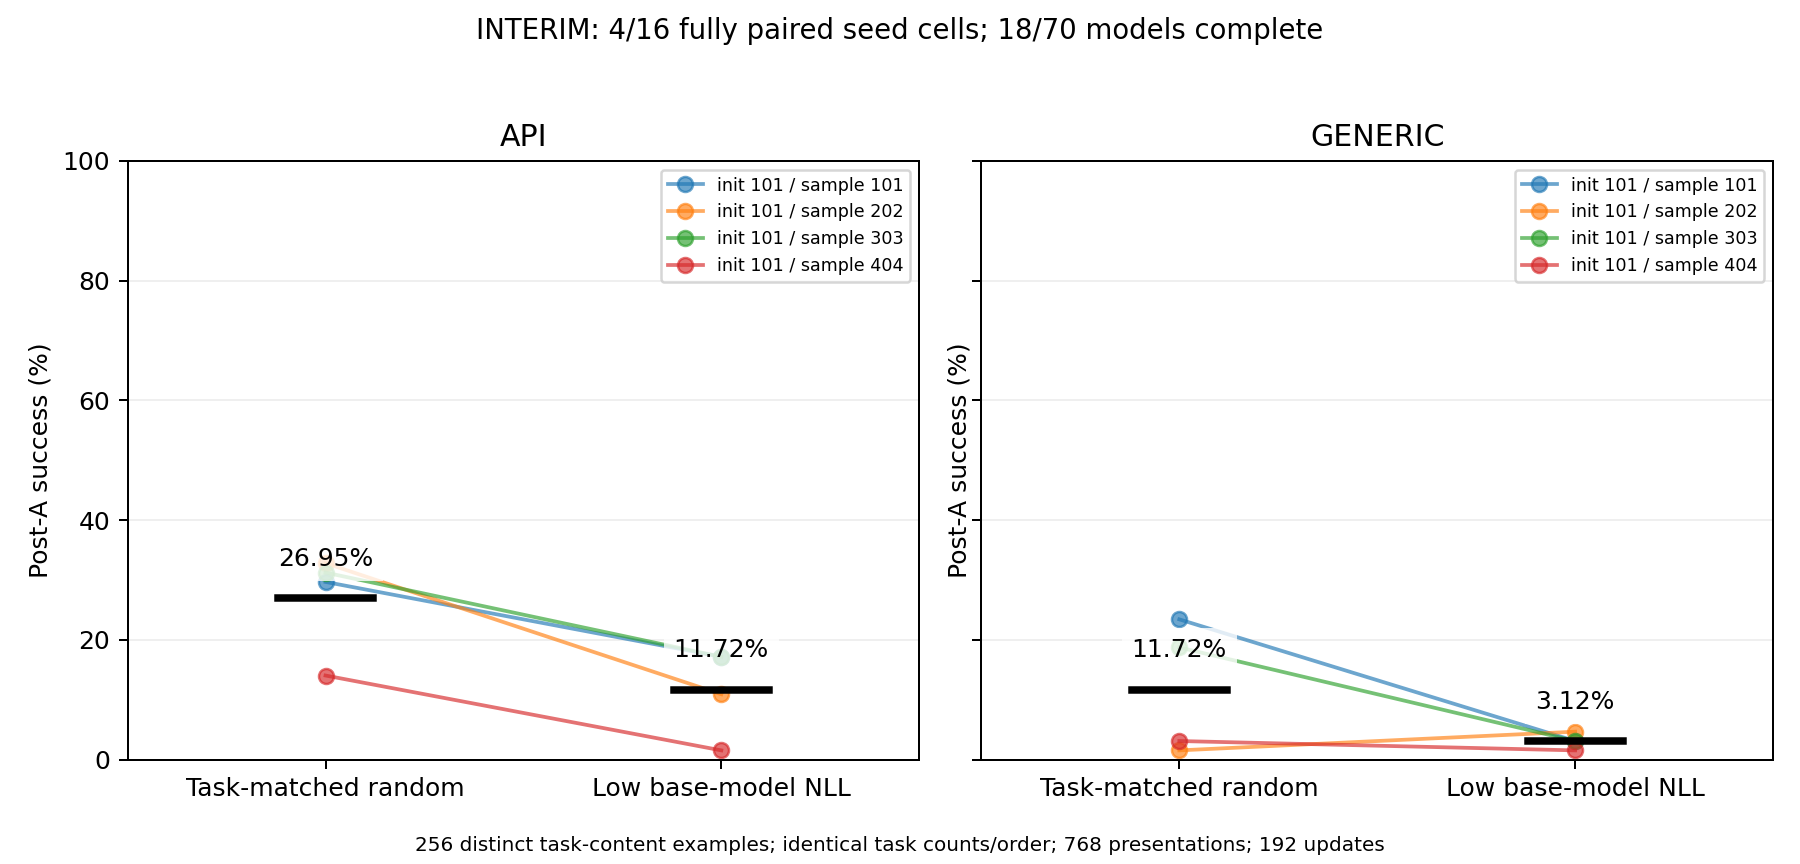 INTERIM: 4/16 fully paired seed cells; 18/70 models complete
API
100
80
60
40
20
0
Post-A success (%)
init 101 / sample 101
init 101 / sample 202
init 101 / sample 303
init 101 / sample 404
26.95%
11.72%
Task-matched random
Low base-model NLL
GENERIC
Post-A success (%)
init 101 / sample 101
init 101 / sample 202
init 101 / sample 303
init 101 / sample 404
11.72%
3.12%
Task-matched random
Low base-model NLL
256 distinct task-content examples; identical task counts/order; 768 presentations; 192 updates